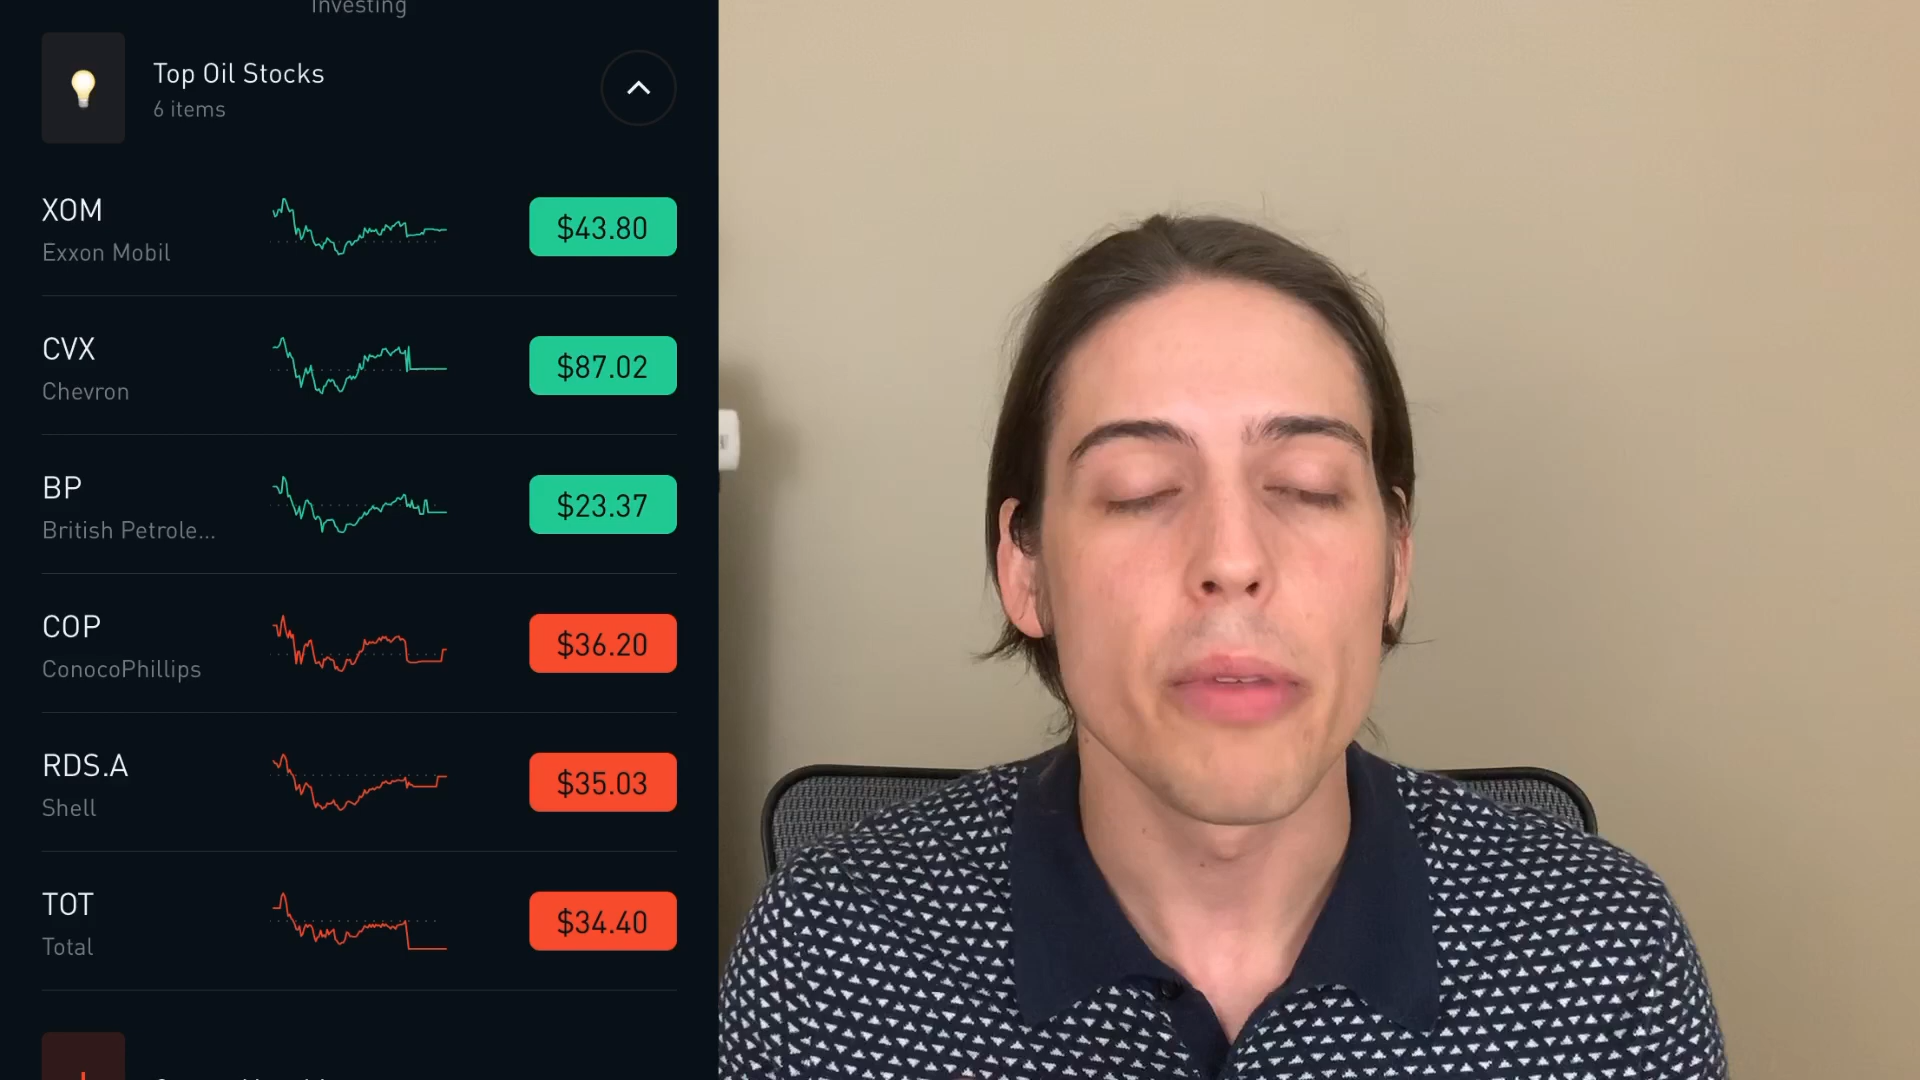 Investing
Top Oil Stocks
6 items
XOM
Exxon Mobil
$43.80
CVX
Chevron
$87.02
BP
British Petrole...
$23.37
COP
ConocoPhillips
$36.20
RDS.A
Shell
$35.03
TOT
Total
$34.40